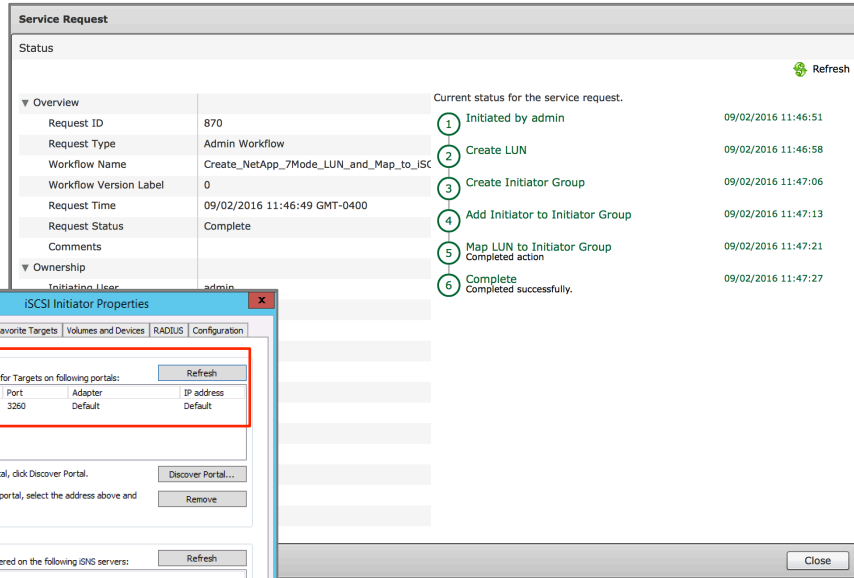 Service Request
Status
Refresh
Overview
Request ID 870
Request Type Admin Workflow
Workflow Name Create_NetApp_7Mode_LUN_and_Map_to_iSC
Workflow Version Label 0
Request Time 09/02/2016 11:46:49 GMT-0400
Request Status Complete
Comments
Ownership
Initiating User admin
Current status for the service request.
1 Initiated by admin 09/02/2016 11:46:51
2 Create LUN 09/02/2016 11:46:58
3 Create Initiator Group 09/02/2016 11:47:06
4 Add Initiator to Initiator Group 09/02/2016 11:47:13
5 Map LUN to Initiator Group 09/02/2016 11:47:21
Completed action
6 Complete 09/02/2016 11:47:27
Completed successfully.
iSCSI Initiator Properties x
avorite Targets Volumes and Devices RADIUS Configuration
for Targets on following portals: Refresh
Port Adapter IP address
3260 Default Default
tal, click Discover Portal. Discover Portal...
portal, select the address above and
Remove
ered on the following iSNS servers: Refresh
Close